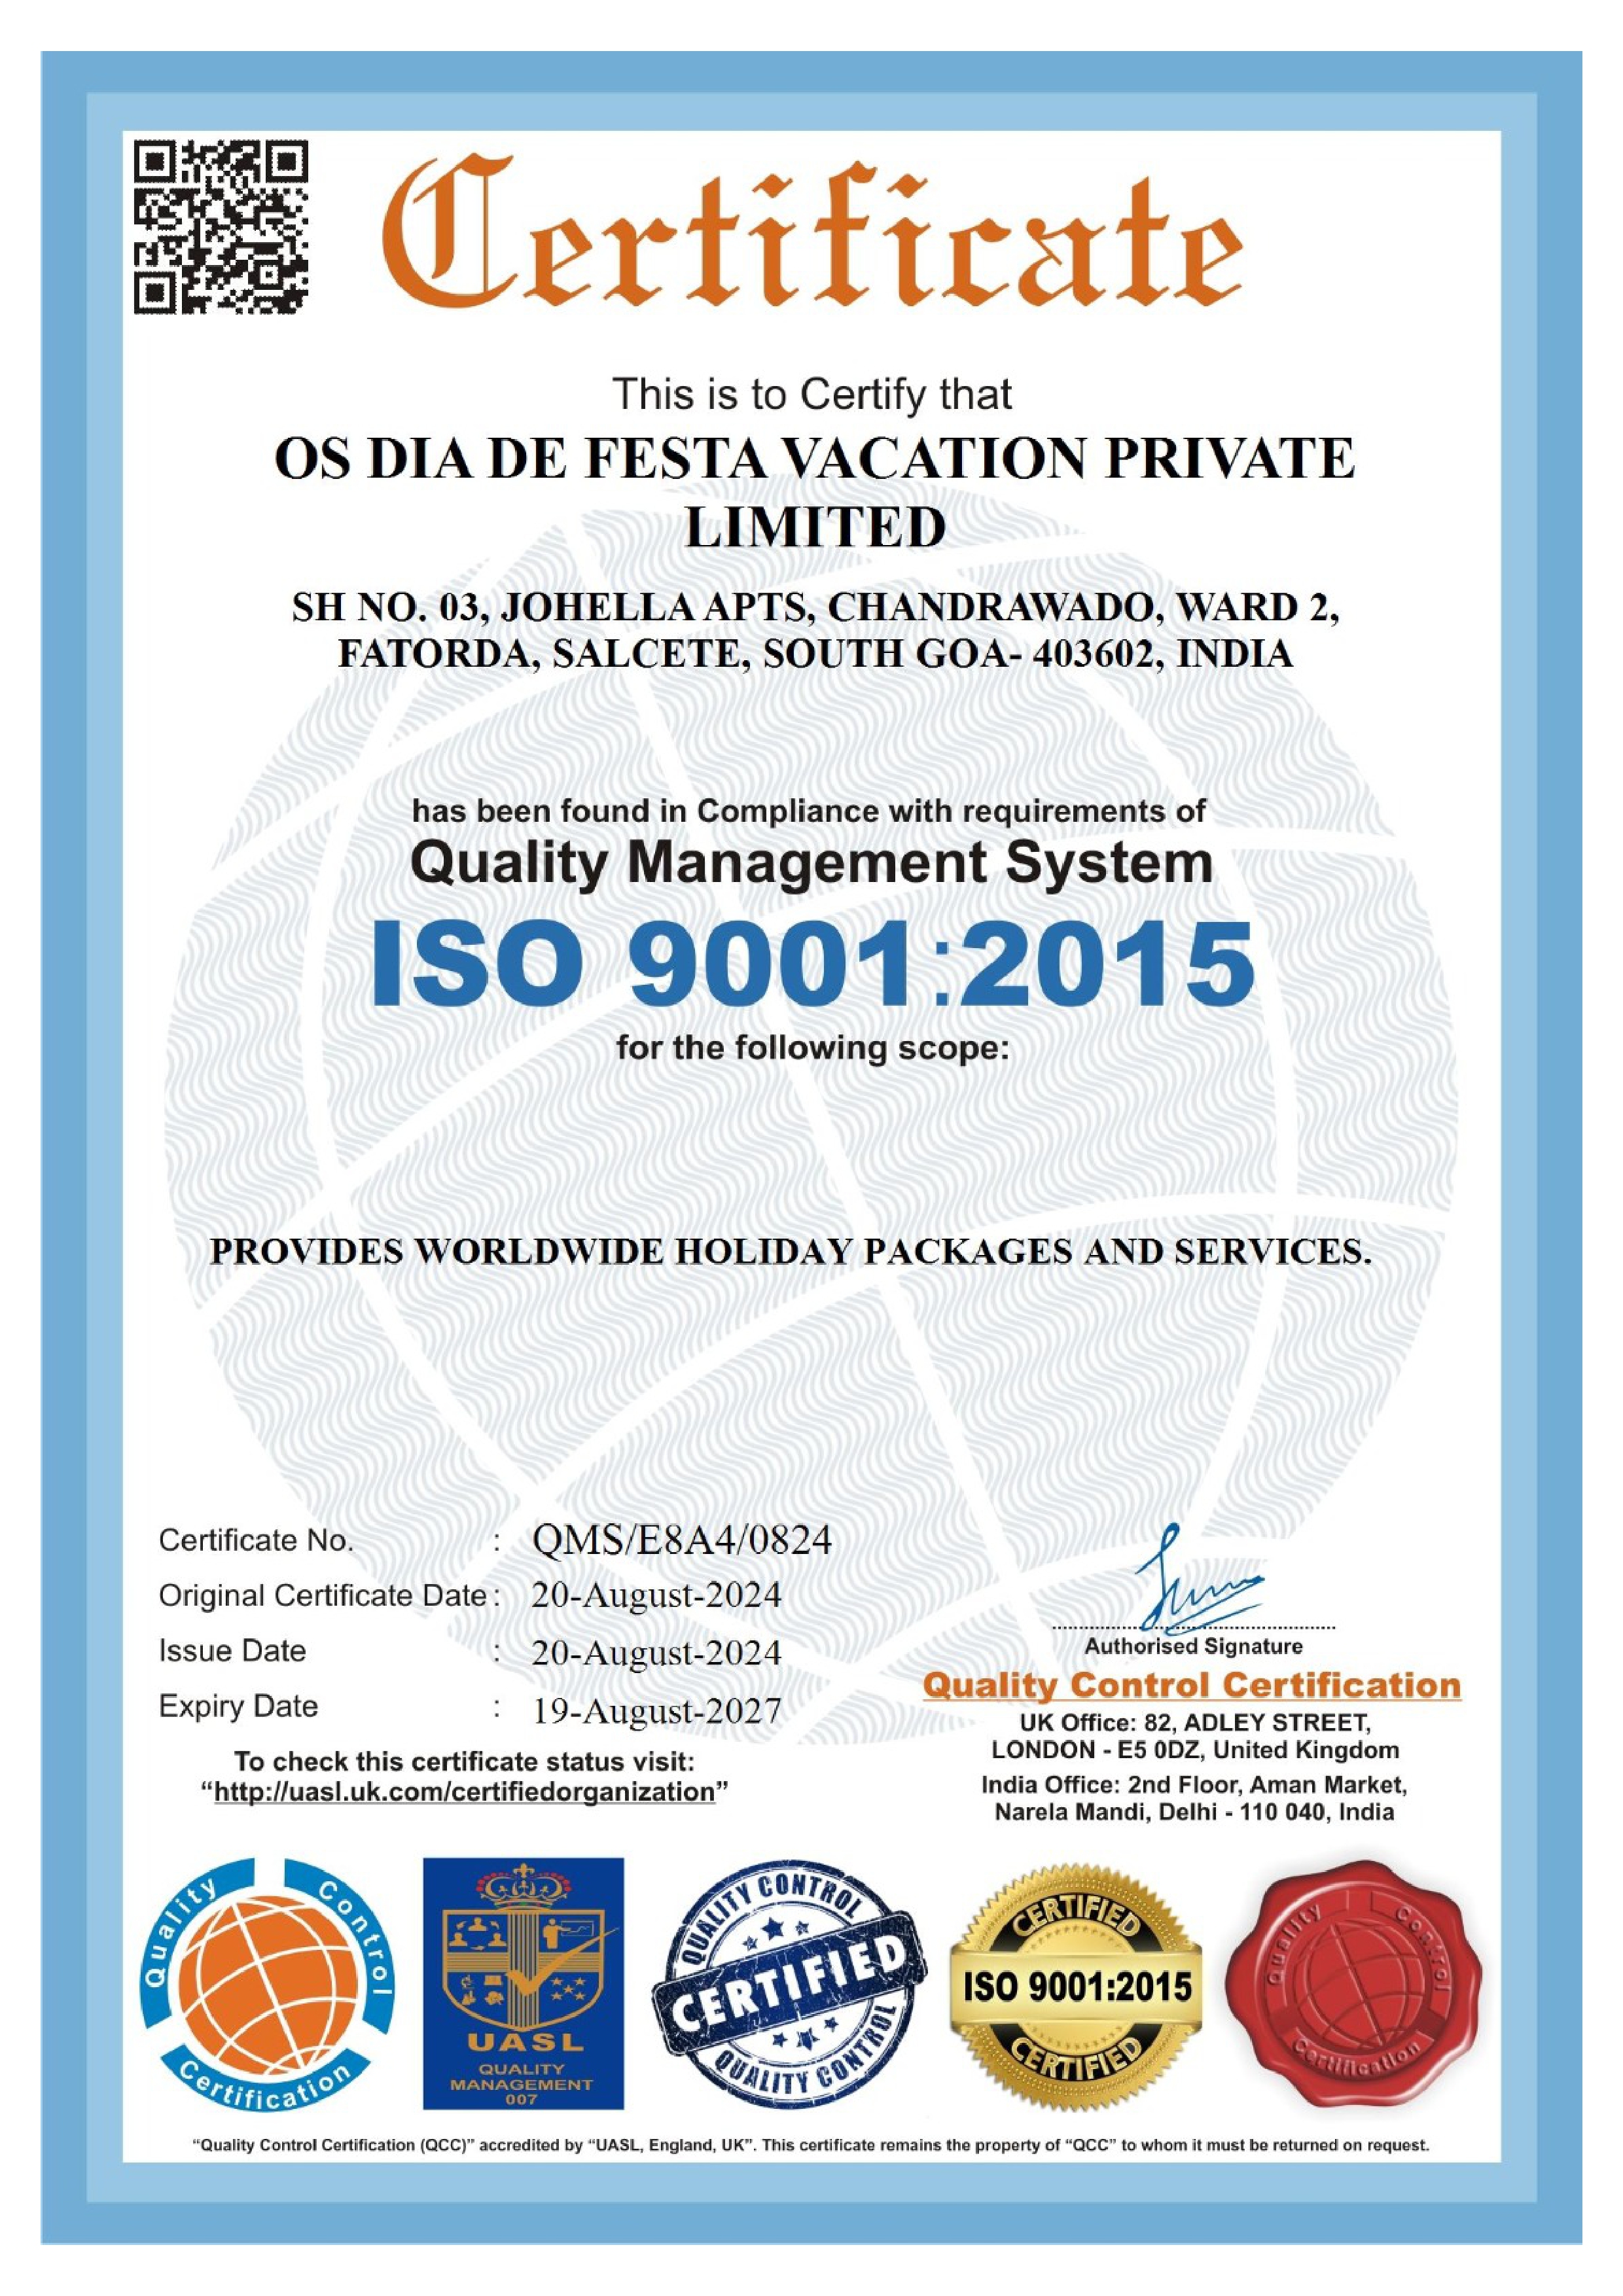 Certificate
This is to Certify that
OS DIA DE FESTA VACATION PRIVATE
LIMITED
SH NO. 03, JOHELLA APTS, CHANDRAWADO, WARD 2,
FATORDA, SALCETE, SOUTH GOA- 403602, INDIA
has been found in Compliance with requirements of
Quality Management System
ISO 9001:2015
for the following scope:
PROVIDES WORLDWIDE HOLIDAY PACKAGES AND SERVICES.
Certificate No. : QMS/E8A4/0824
Original Certificate Date : 20-August-2024
Issue Date : 20-August-2024
Expiry Date : 19-August-2027
To check this certificate status visit:
“http://uasl.uk.com/certifiedorganization”
Authorised Signature
Quality Control Certification
UK Office: 82, ADLEY STREET,
LONDON - E5 0DZ, United Kingdom
India Office: 2nd Floor, Aman Market,
Narela Mandi, Delhi - 110 040, India
Quality Control Certification
UASL
QUALITY
MANAGEMENT
007
QUALITY CONTROL
CERTIFIED
QUALITY CONTROL
CERTIFIED
ISO 9001:2015
CERTIFIED
Quality Control Certification
“Quality Control Certification (QCC)” accredited by “UASL, England, UK”. This certificate remains the property of “QCC” to whom it must be returned on request.